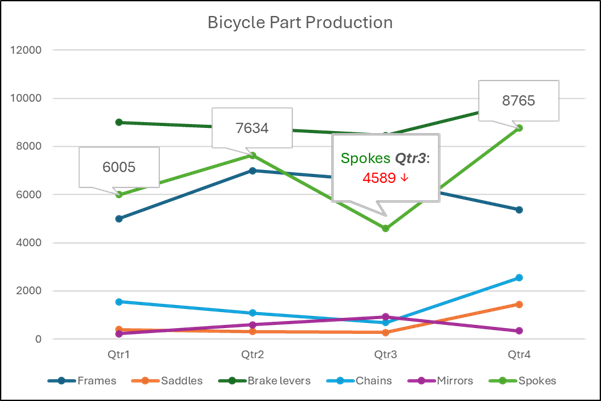 Bicycle Part Production
12000
10000
8000
6000
4000
2000
0
6005
7634
Spokes Qtr3:
4589 ↓
8765
Qtr1 Qtr2 Qtr3 Qtr4
Frames Saddles Brake levers Chains Mirrors Spokes